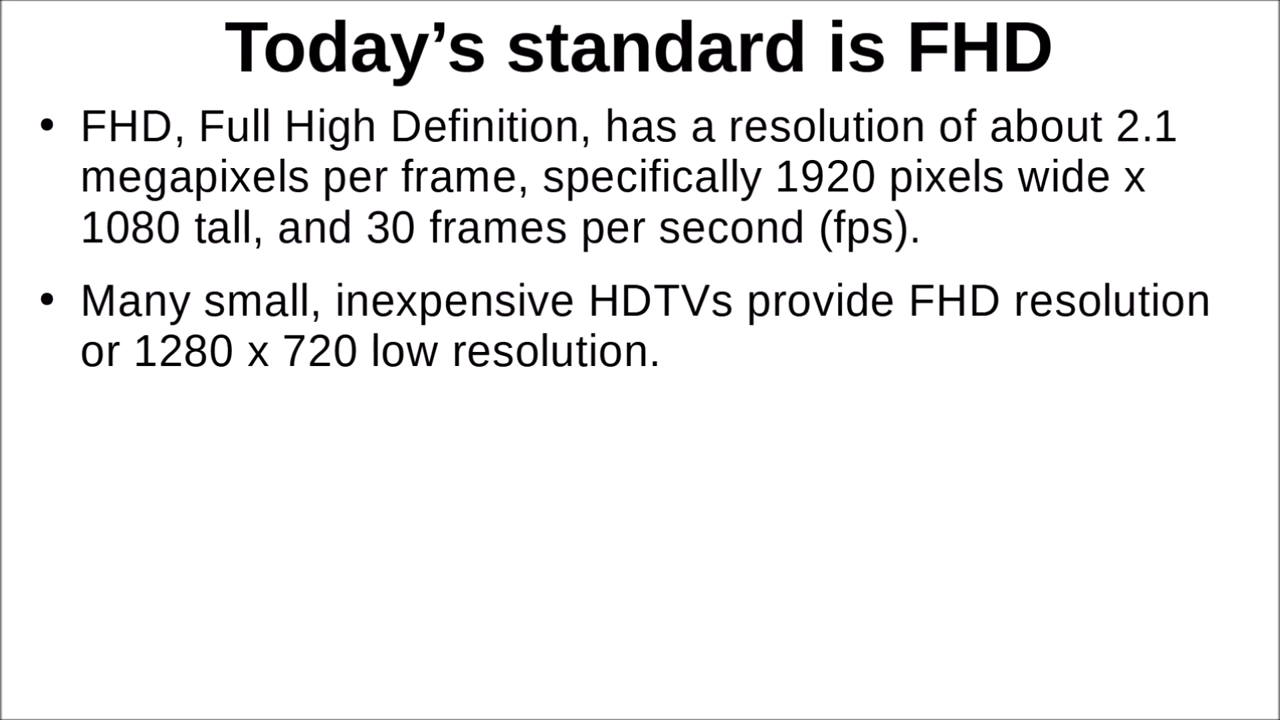 Today’s standard is FHD
• FHD, Full High Definition, has a resolution of about 2.1
megapixels per frame, specifically 1920 pixels wide x
1080 tall, and 30 frames per second (fps).
• Many small, inexpensive HDTVs provide FHD resolution
or 1280 x 720 low resolution.